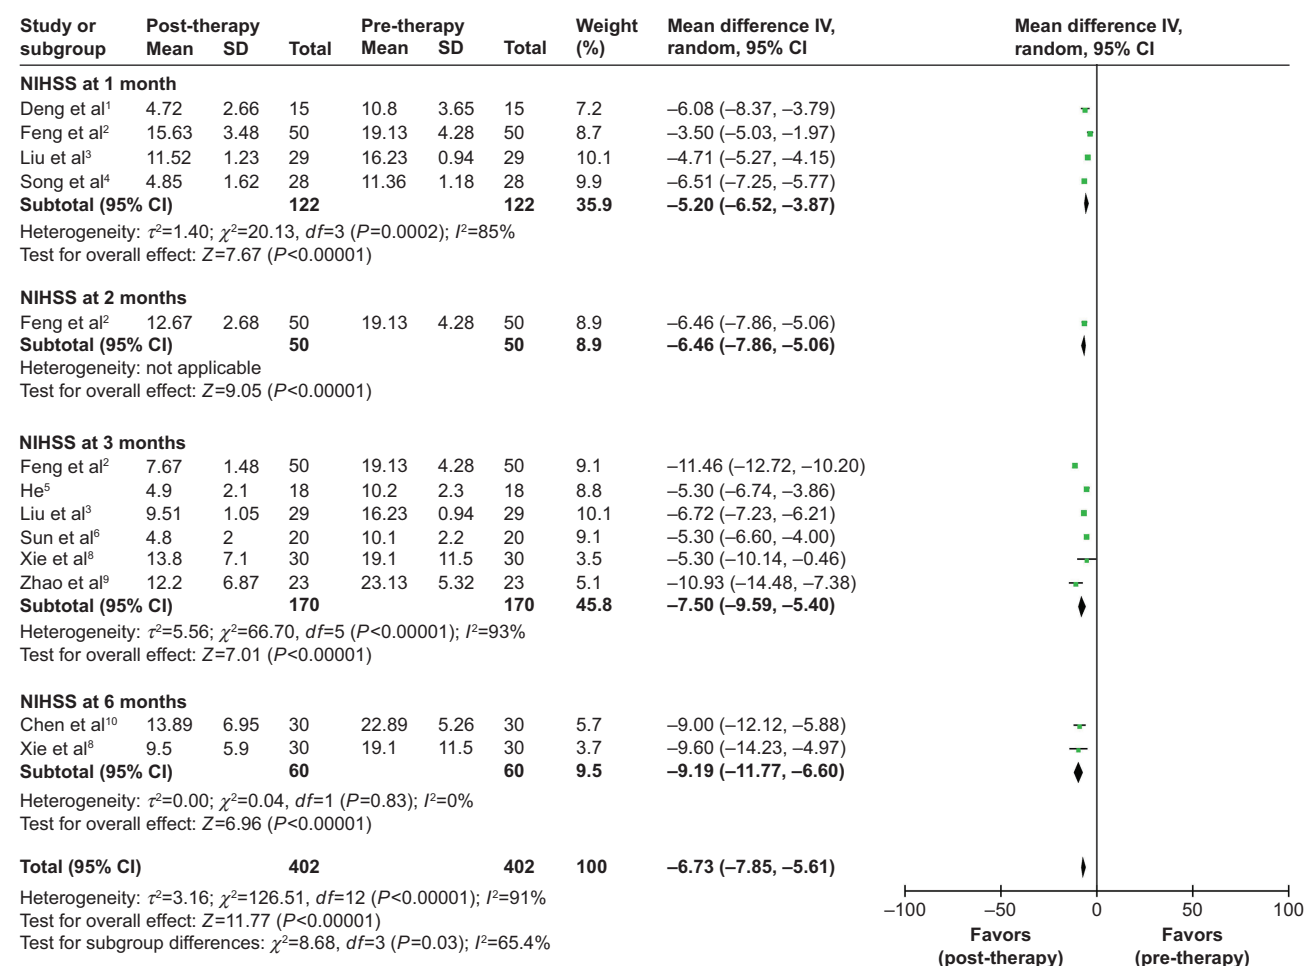 Study or subgroup Post-therapy Pre-therapy Weight (%) Mean difference IV, random, 95% CI Mean difference IV, random, 95% CI
Mean SD Total Mean SD Total
NIHSS at 1 month
Deng et al¹ 4.72 2.66 15 10.8 3.65 15 7.2 –6.08 (–8.37, –3.79)
Feng et al² 15.63 3.48 50 19.13 4.28 50 8.7 –3.50 (–5.03, –1.97)
Liu et al³ 11.52 1.23 29 16.23 0.94 29 10.1 –4.71 (–5.27, –4.15)
Song et al⁴ 4.85 1.62 28 11.36 1.18 28 9.9 –6.51 (–7.25, –5.77)
Subtotal (95% CI) 122 122 35.9 –5.20 (–6.52, –3.87)
Heterogeneity: τ²=1.40; χ²=20.13, df=3 (P=0.0002); I²=85%
Test for overall effect: Z=7.67 (P<0.00001)
NIHSS at 2 months
Feng et al² 12.67 2.68 50 19.13 4.28 50 8.9 –6.46 (–7.86, –5.06)
Subtotal (95% CI) 50 50 8.9 –6.46 (–7.86, –5.06)
Heterogeneity: not applicable
Test for overall effect: Z=9.05 (P<0.00001)
NIHSS at 3 months
Feng et al² 7.67 1.48 50 19.13 4.28 50 9.1 –11.46 (–12.72, –10.20)
He⁵ 4.9 2.1 18 10.2 2.3 18 8.8 –5.30 (–6.74, –3.86)
Liu et al³ 9.51 1.05 29 16.23 0.94 29 10.1 –6.72 (–7.23, –6.21)
Sun et al⁶ 4.8 2 20 10.1 2.2 20 9.1 –5.30 (–6.60, –4.00)
Xie et al⁸ 13.8 7.1 30 19.1 11.5 30 3.5 –5.30 (–10.14, –0.46)
Zhao et al⁹ 12.2 6.87 23 23.13 5.32 23 5.1 –10.93 (–14.48, –7.38)
Subtotal (95% CI) 170 170 45.8 –7.50 (–9.59, –5.40)
Heterogeneity: τ²=5.56; χ²=66.70, df=5 (P<0.00001); I²=93%
Test for overall effect: Z=7.01 (P<0.00001)
NIHSS at 6 months
Chen et al¹⁰ 13.89 6.95 30 22.89 5.26 30 5.7 –9.00 (–12.12, –5.88)
Xie et al⁸ 9.5 5.9 30 19.1 11.5 30 3.7 –9.60 (–14.23, –4.97)
Subtotal (95% CI) 60 60 9.5 –9.19 (–11.77, –6.60)
Heterogeneity: τ²=0.00; χ²=0.04, df=1 (P=0.83); I²=0%
Test for overall effect: Z=6.96 (P<0.00001)
Total (95% CI) 402 402 100 –6.73 (–7.85, –5.61)
Heterogeneity: τ²=3.16; χ²=126.51, df=12 (P<0.00001); I²=91%
Test for overall effect: Z=11.77 (P<0.00001)
Test for subgroup differences: χ²=8.68, df=3 (P=0.03); I²=65.4%
–100 –50 0 50 100
Favors (post-therapy) Favors (pre-therapy)